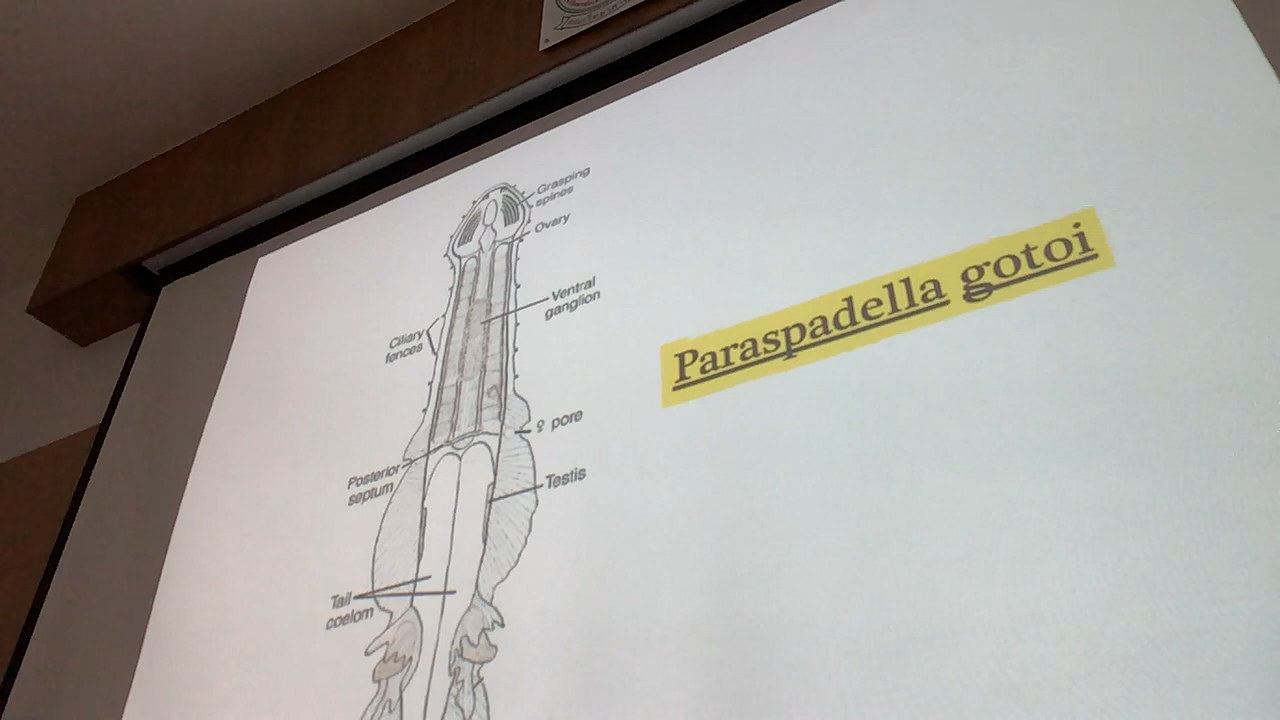 Grasping
spines
Ovary
Ventral
ganglion
Ciliary
fences
♀ pore
Posterior
septum
Testis
Tail
coelom
Paraspadella gotoi